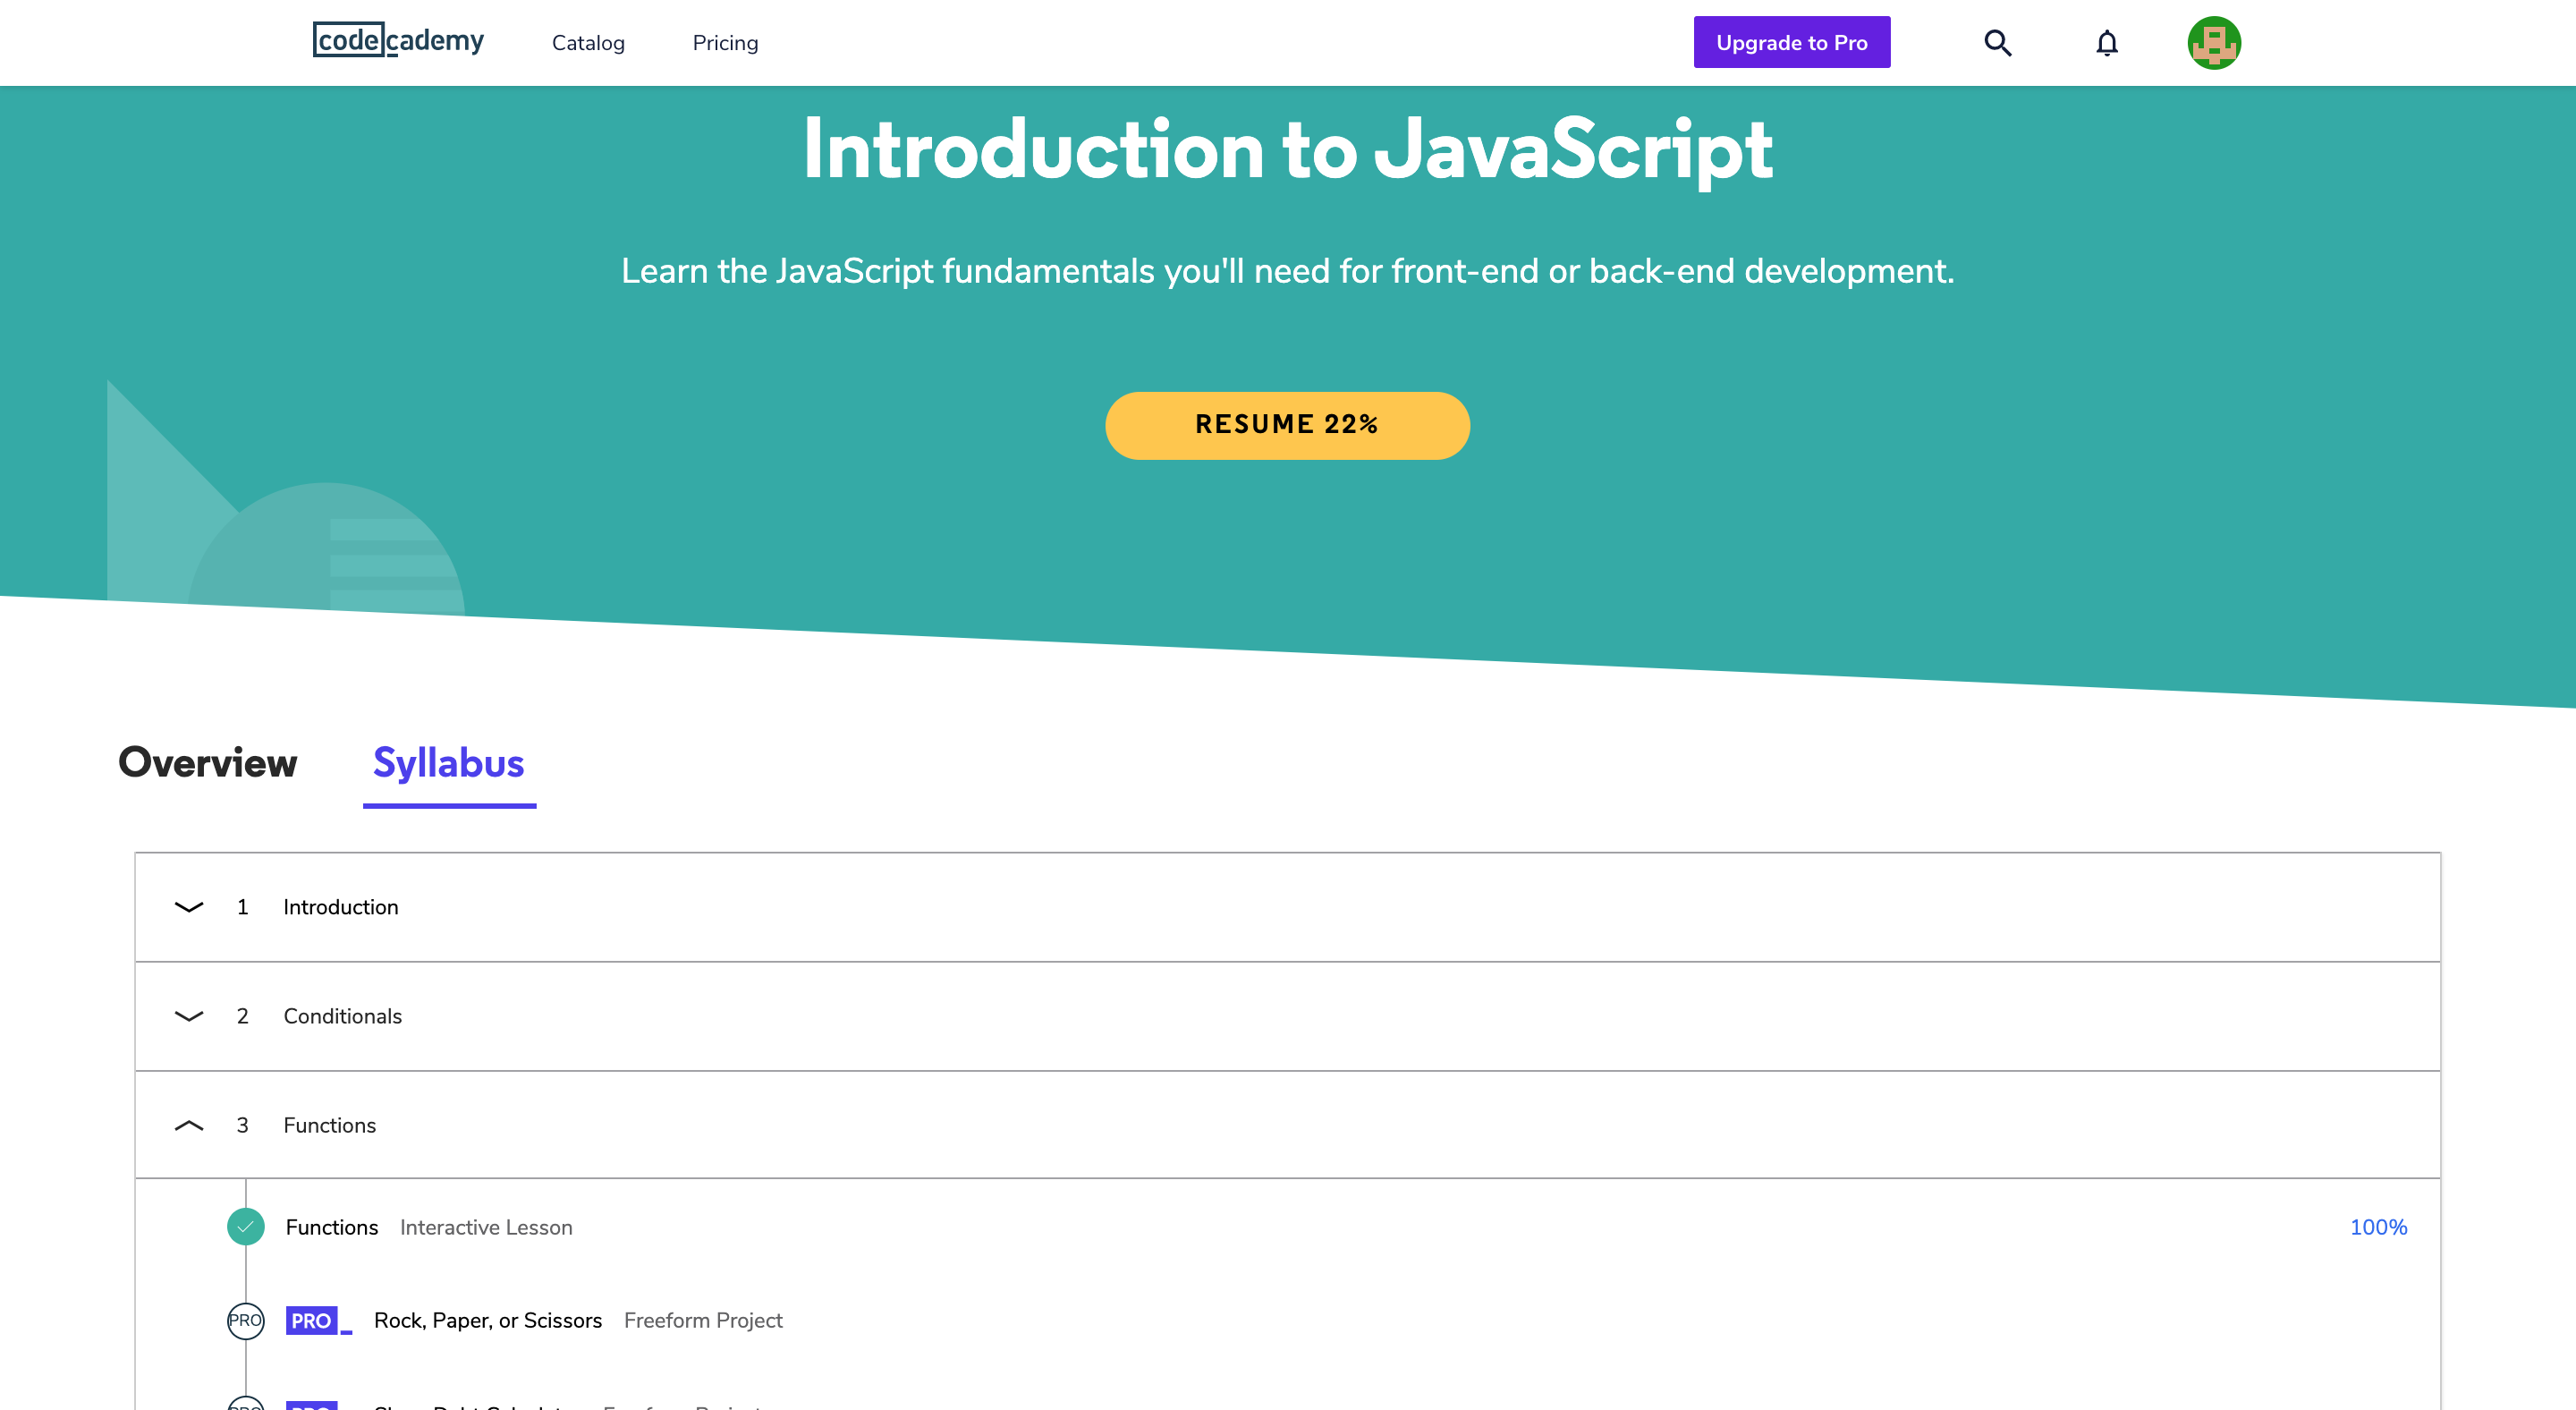 codecademy Catalog Pricing Upgrade to Pro
Introduction to JavaScript
Learn the JavaScript fundamentals you'll need for front-end or back-end development.
RESUME 22%
Overview Syllabus
1 Introduction
2 Conditionals
3 Functions
Functions Interactive Lesson 100%
PRO PRO_ Rock, Paper, or Scissors Freeform Project